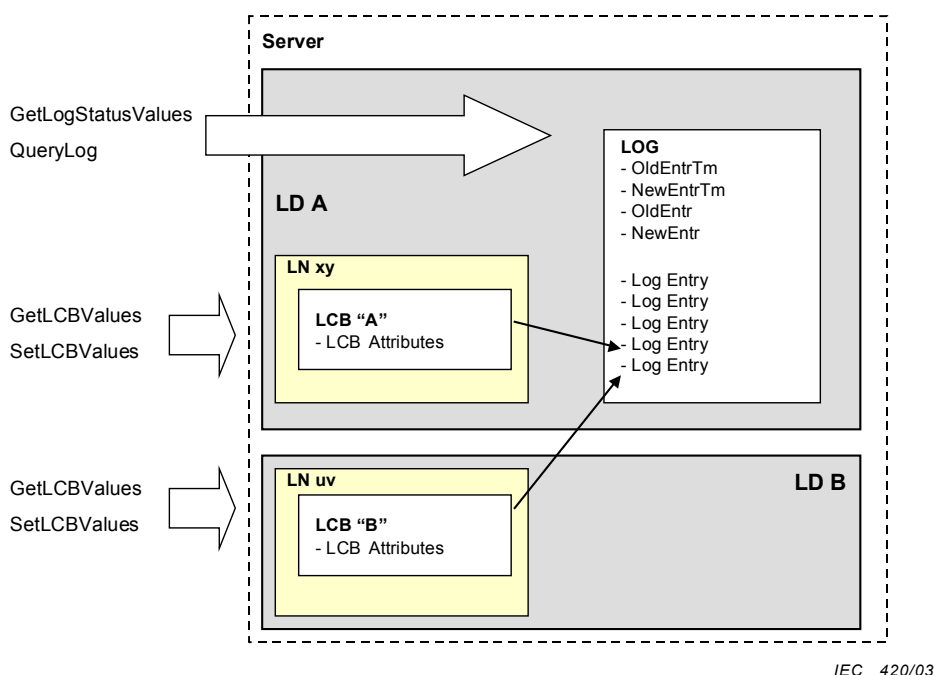 Server
GetLogStatusValues
QueryLog
LD A
LOG
- OldEntrTm
- NewEntrTm
- OldEntr
- NewEntr
- Log Entry
- Log Entry
- Log Entry
- Log Entry
- Log Entry
LN xy
LCB “A”
- LCB Attributes
GetLCBValues
SetLCBValues
GetLCBValues
SetLCBValues
LN uv
LCB “B”
- LCB Attributes
LD B
IEC 420/03